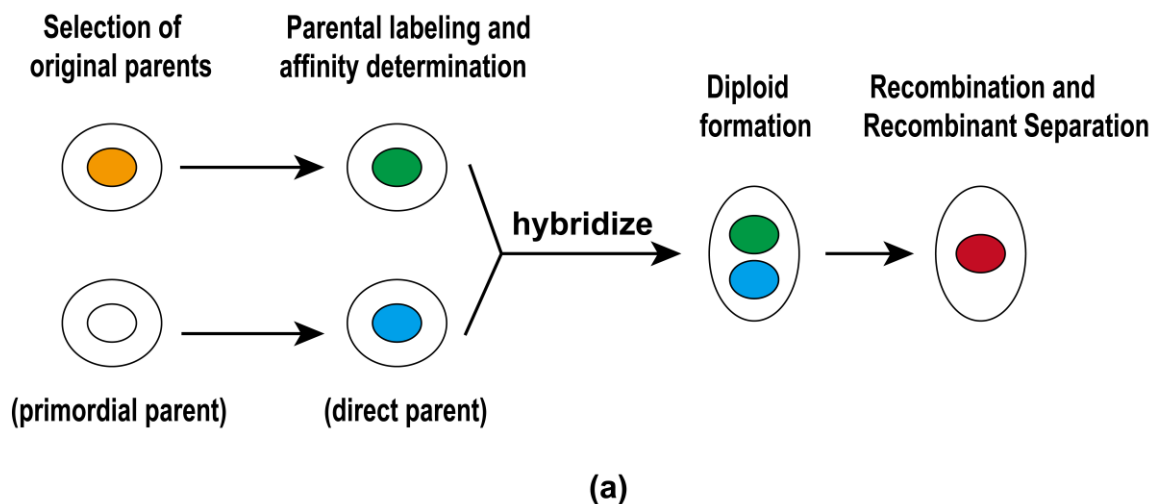 Selection of
original parents
Parental labeling and
affinity determination
Diploid
formation
Recombination and
Recombinant Separation
hybridize
(primordial parent)
(direct parent)
(a)